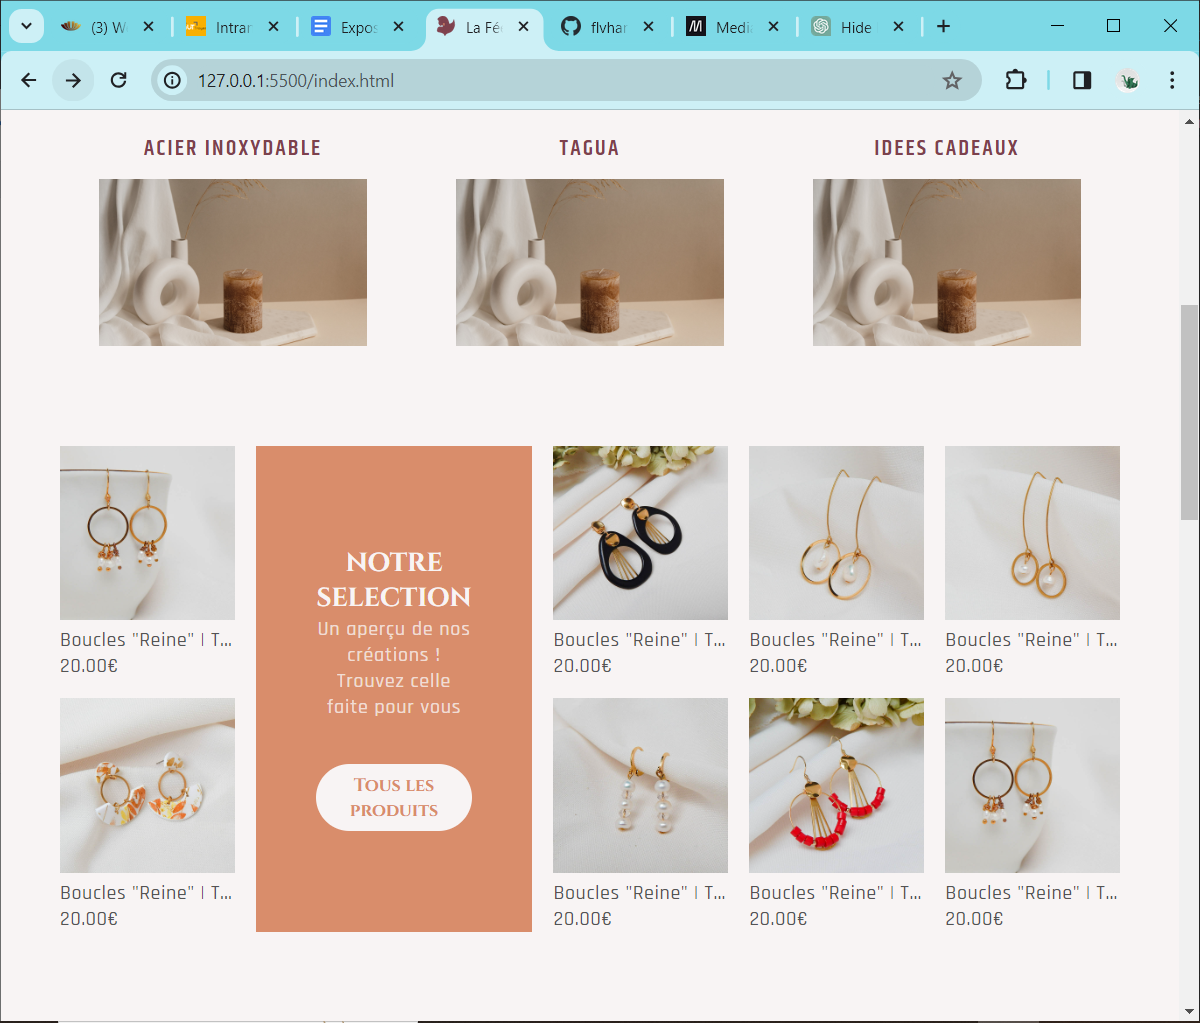 (3) W
Intran
Expos
La Fé
flvhar
Medi
Hide
127.0.0.1:5500/index.html
ACIER INOXYDABLE
TAGUA
IDEES CADEAUX
NOTRE
SELECTION
Un aperçu de nos
créations !
Trouvez celle
faite pour vous
Tous les
produits
Boucles "Reine" | T...
20.00€
Boucles "Reine" | T...
20.00€
Boucles "Reine" | T...
20.00€
Boucles "Reine" | T...
20.00€
Boucles "Reine" | T...
20.00€
Boucles "Reine" | T...
20.00€
Boucles "Reine" | T...
20.00€
Boucles "Reine" | T...
20.00€